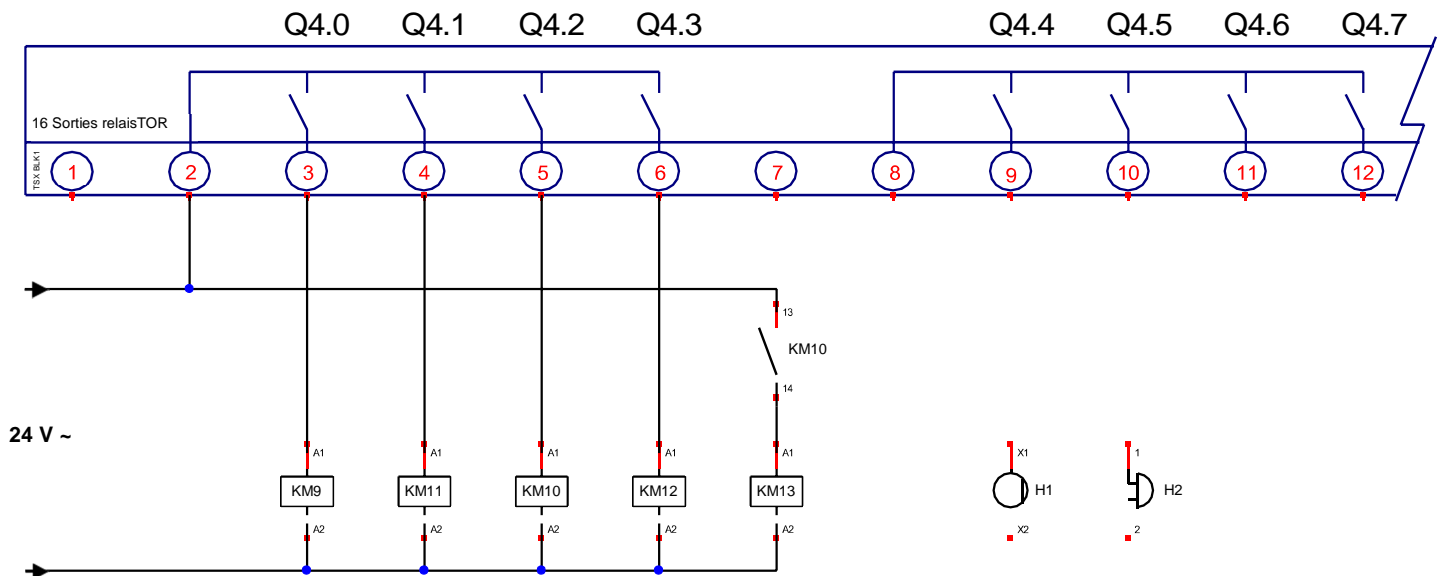 Q4.0 Q4.1 Q4.2 Q4.3 Q4.4 Q4.5 Q4.6 Q4.7
16 Sorties relaisTOR
TSX BLK1
1 2 3 4 5 6 7 8 9 10 11 12
13
KM10
14
24 V ~
A1 A1 A1 A1 A1 X1 1
KM9 KM11 KM10 KM12 KM13 H1 H2
A2 A2 A2 A2 A2 X2 2